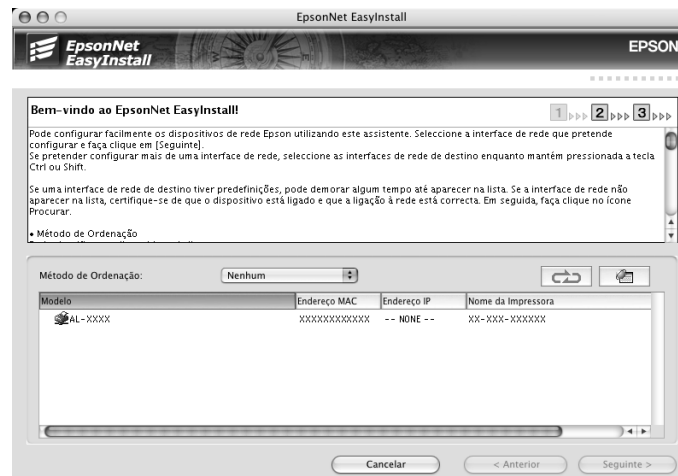 EpsonNet EasyInstall
EpsonNet
EasyInstall
EPSON
Bem-vindo ao EpsonNet EasyInstall!
1 2 3
Pode configurar facilmente os dispositivos de rede Epson utilizando este assistente. Seleccione a interface de rede que pretende
configurar e faça clique em [Seguinte].
Se pretender configurar mais de uma interface de rede, seleccione as interfaces de rede de destino enquanto mantém pressionada a tecla
Ctrl ou Shift.
Se uma interface de rede de destino tiver predefinições, pode demorar algum tempo até aparecer na lista. Se a interface de rede não
aparecer na lista, certifique-se de que o dispositivo está ligado e que a ligação à rede está correcta. Em seguida, faça clique no ícone
Procurar.
• Método de Ordenação
Método de Ordenação: Nenhum
Modelo Endereço MAC Endereço IP Nome da Impressora
AL-XXXX XXXXXXXXXXXX -- NONE -- XX-XXX-XXXXXX
Cancelar < Anterior Seguinte >